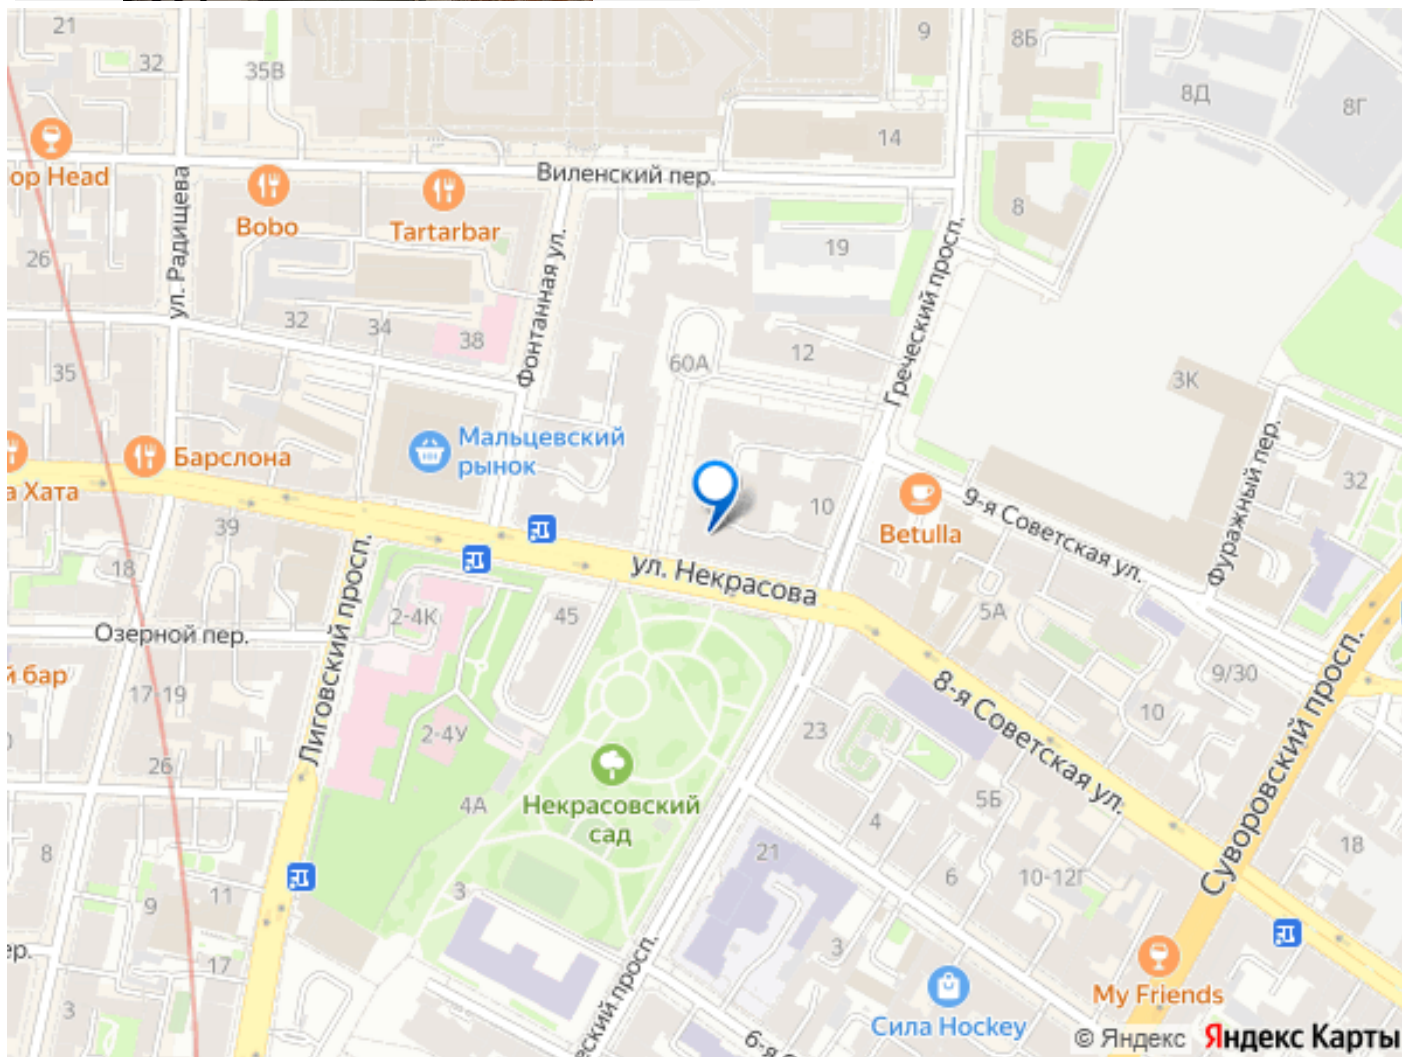 21
32
35В
9
8Б
8Д
8Г
14
op Head
Bobo
Tartarbar
Виленский пер.
ул. Радищева
26
8
19
Фонтанная ул.
Греческий просп.
32
34
38
12
60А
35
3К
Мальцевский
рынок
Барслона
а Хата
39
10
Betulla
9-я Советская ул.
Фуражный пер.
32
18
ул. Некрасова
2-4К
45
5А
Озерной пер.
Лиговский просп.
й бар
17-19
9/30
10
8-я Советская ул.
Суворовский просп.
2-4У
23
26
4А
Некрасовский
сад
5Б
4
18
8
21
6
10-12Г
11
9
3
3
ер.
17
3
My Friends
Сила Hockey
еский просп.
6-я С
© Яндекс Яндекс Карты